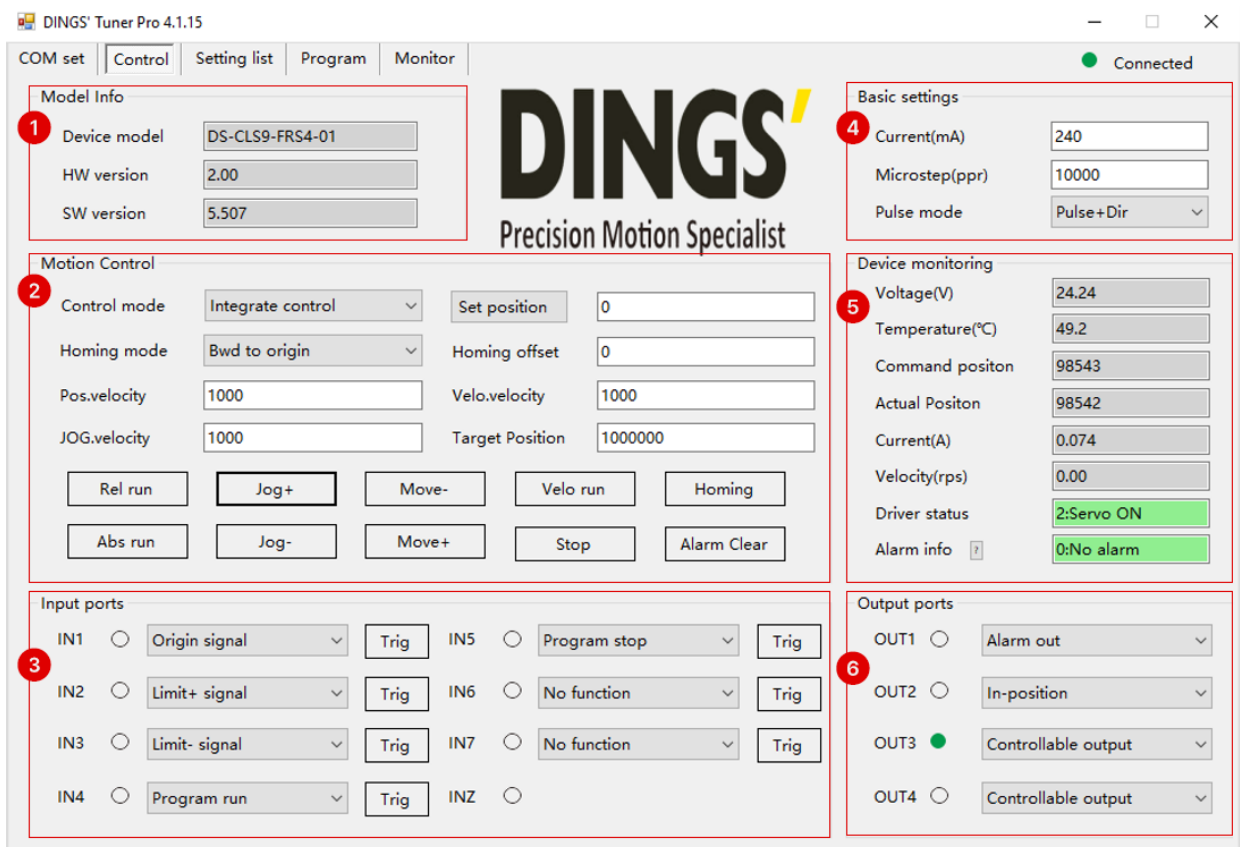 DINGS' Tuner Pro 4.1.15
COM set Control Setting list Program Monitor
Connected
1
Model Info
Device model DS-CLS9-FRS4-01
HW version 2.00
SW version 5.507
DINGS'
Precision Motion Specialist
4
Basic settings
Current(mA) 240
Microstep(ppr) 10000
Pulse mode Pulse+Dir
2
Motion Control
Control mode Integrate control Set position 0
Homing mode Bwd to origin Homing offset 0
Pos.velocity 1000 Velo.velocity 1000
JOG.velocity 1000 Target Position 1000000
Rel run Jog+ Move- Velo run Homing
Abs run Jog- Move+ Stop Alarm Clear
5
Device monitoring
Voltage(V) 24.24
Temperature(℃) 49.2
Command positon 98543
Actual Positon 98542
Current(A) 0.074
Velocity(rps) 0.00
Driver status 2:Servo ON
Alarm info ? 0:No alarm
3
Input ports
IN1 Origin signal Trig IN5 Program stop Trig
IN2 Limit+ signal Trig IN6 No function Trig
IN3 Limit- signal Trig IN7 No function Trig
IN4 Program run Trig INZ
6
Output ports
OUT1 Alarm out
OUT2 In-position
OUT3 Controllable output
OUT4 Controllable output